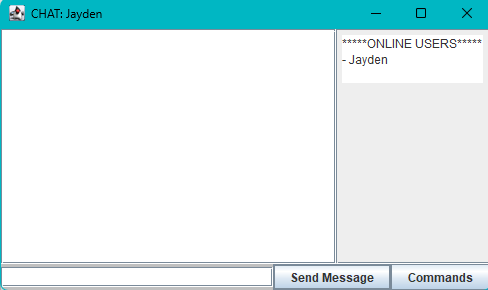 CHAT: Jayden
*****ONLINE USERS*****
- Jayden
Send Message
Commands